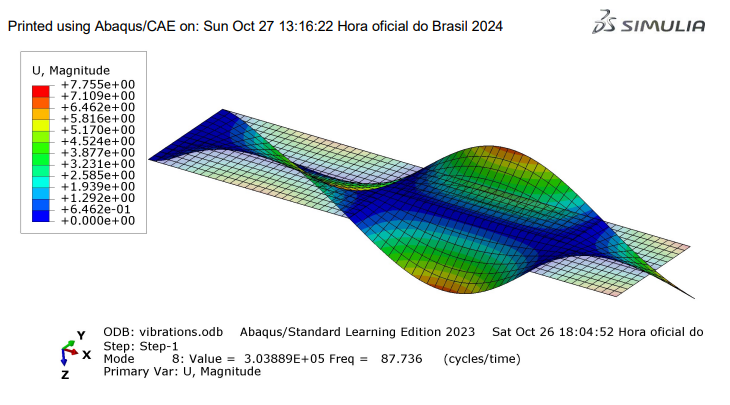 Printed using Abaqus/CAE on: Sun Oct 27 13:16:22 Hora oficial do Brasil 2024
SIMULIA
U, Magnitude
+7.755e+00
+7.109e+00
+6.462e+00
+5.816e+00
+5.170e+00
+4.524e+00
+3.877e+00
+3.231e+00
+2.585e+00
+1.939e+00
+1.292e+00
+6.462e-01
+0.000e+00
Y
X
Z
ODB: vibrations.odb Abaqus/Standard Learning Edition 2023 Sat Oct 26 18:04:52 Hora oficial do
Step: Step-1
Mode 8: Value = 3.03889E+05 Freq = 87.736 (cycles/time)
Primary Var: U, Magnitude